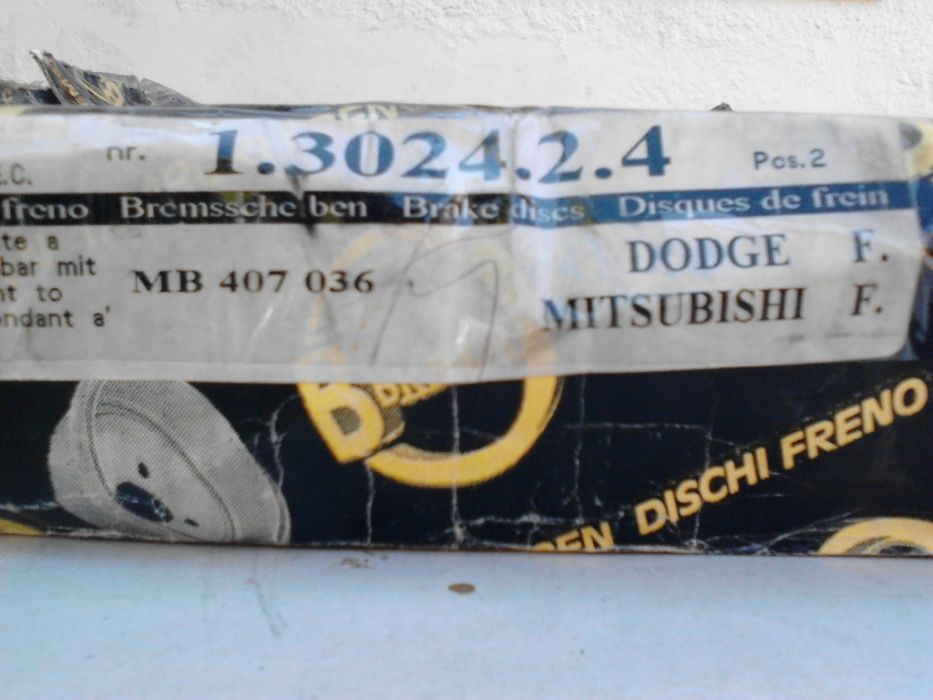 nr. 1.3024.2.4 Pcs.2
E.C.
freno Bremsscheiben Brake discs Disques de frein
te a
bar mit
nt to
ondant a'
MB 407 036
DODGE F.
MITSUBISHI F.
DISCHI FRENO